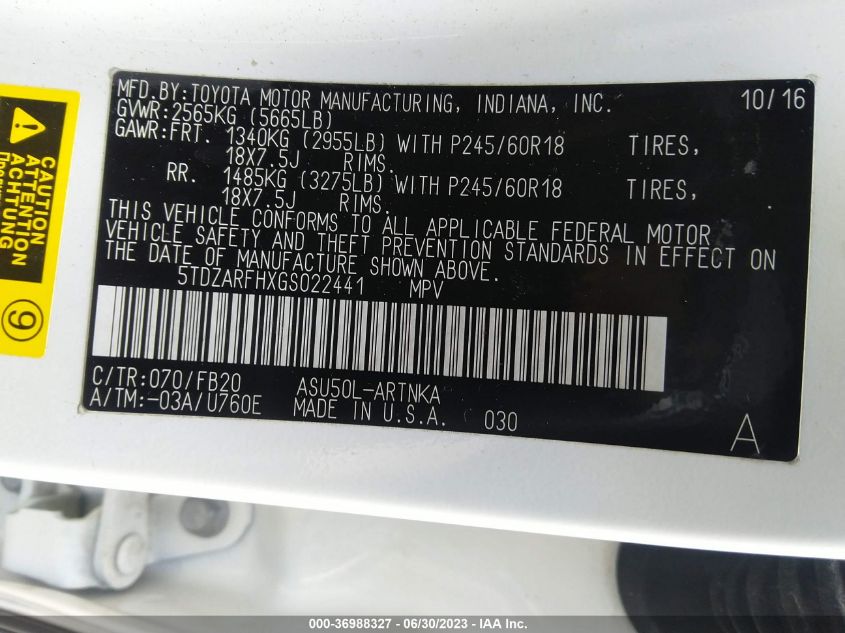 MFD.BY:TOYOTA MOTOR MANUFACTURING, INDIANA, INC. 10/16
GVWR:2565KG (5665LB)
GAWR:FRT. 1340KG (2955LB) WITH P245/60R18 TIRES,
18X7.5J RIMS.
RR. 1485KG (3275LB) WITH P245/60R18 TIRES,
18X7.5J RIMS.
THIS VEHICLE CONFORMS TO ALL APPLICABLE FEDERAL MOTOR
VEHICLE SAFETY AND THEFT PREVENTION STANDARDS IN EFFECT ON
THE DATE OF MANUFACTURE SHOWN ABOVE.
5TDZARFHXGS022441 MPV
C/TR:070/FB20 ASU50L-ARTNKA
A/TM:-03A/U760E MADE IN U.S.A. 030
A
CAUTION
ATTENTION
ACHTUNG
9
000-36988327 / 06/30/2023 - IAA Inc.